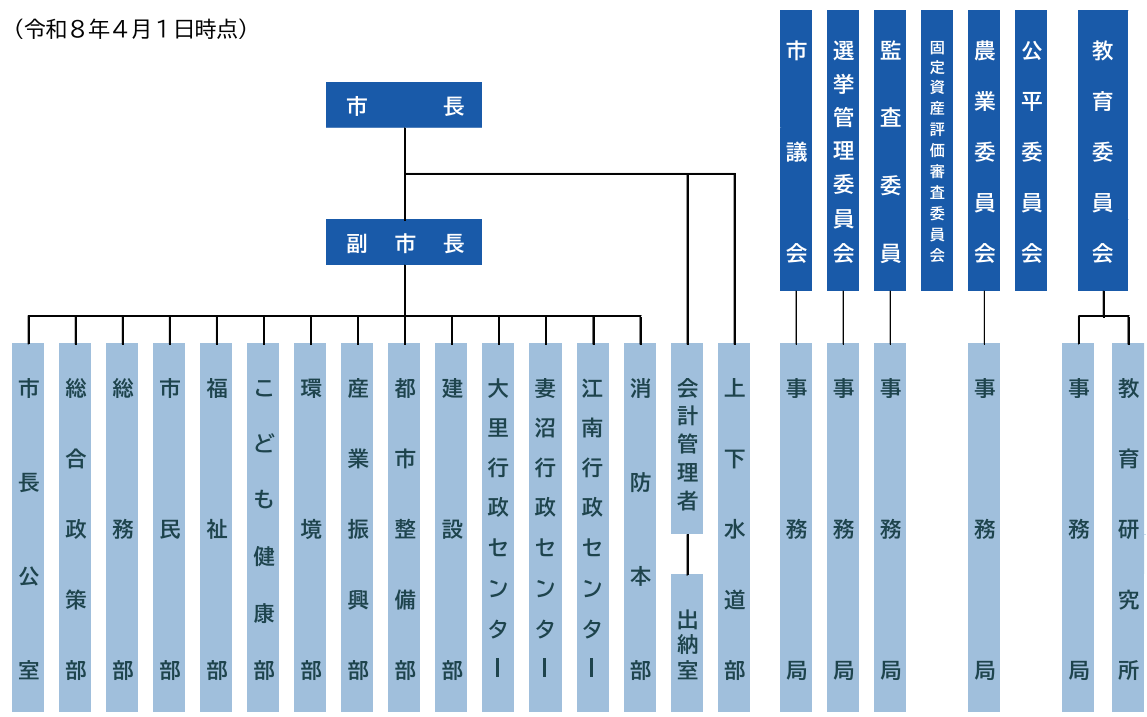 （令和８年４月１日時点）
市長
副市長
市議会
選挙管理委員会
監査委員
固定資産評価審査委員会
農業委員会
公平委員会
教育委員会
市長公室
総合政策部
総務部
市民部
福祉部
こども健康部
環境部
産業振興部
都市整備部
建設部
大里行政センター
妻沼行政センター
江南行政センター
消防本部
会計管理者
出納室
上下水道部
事務局
事務局
事務局
事務局
事務局
教育研究所